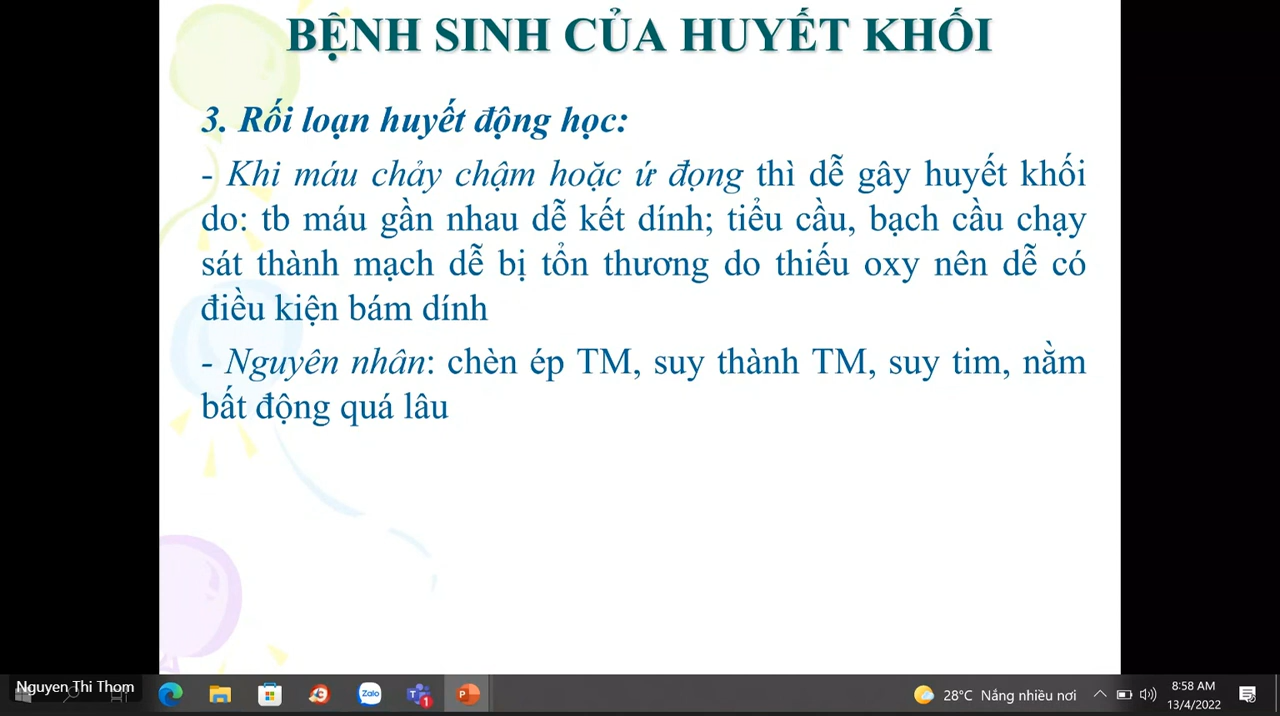 BỆNH SINH CỦA HUYẾT KHỐI
3. Rối loạn huyết động học:
- Khi máu chảy chậm hoặc ứ đọng thì dễ gây huyết khối
do: tb máu gần nhau dễ kết dính; tiểu cầu, bạch cầu chạy
sát thành mạch dễ bị tổn thương do thiếu oxy nên dễ có
điều kiện bám dính
- Nguyên nhân: chèn ép TM, suy thành TM, suy tim, nằm
bất động quá lâu
Nguyen Thi Thom
Zalo
1
28°C Nắng nhiều nơi
8:58 AM
13/4/2022